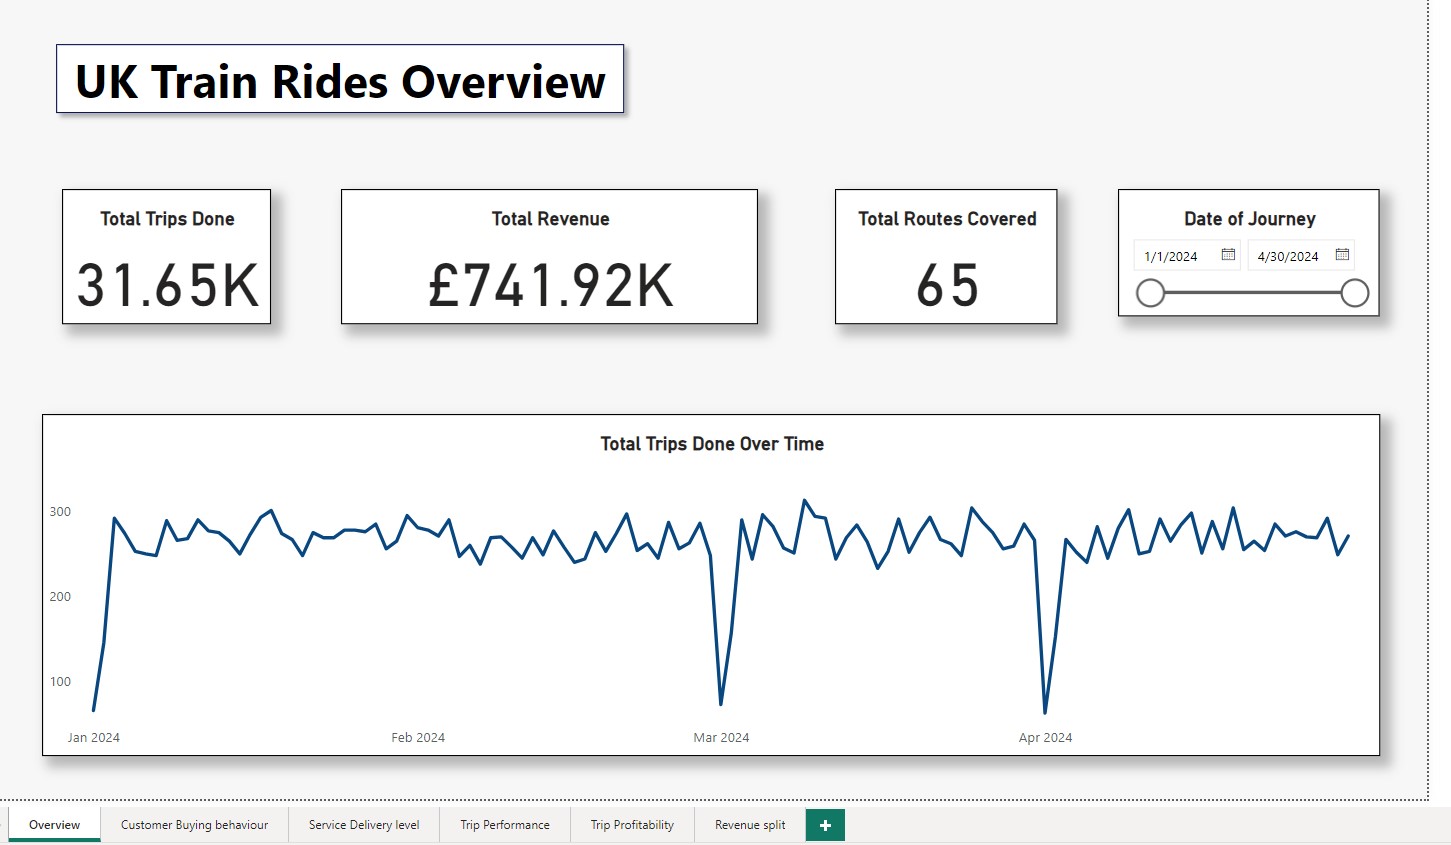 UK Train Rides Overview
Total Trips Done
31.65K
Total Revenue
£741.92K
Total Routes Covered
65
Date of Journey
1/1/2024 4/30/2024
Total Trips Done Over Time
300
200
100
Jan 2024 Feb 2024 Mar 2024 Apr 2024
Overview Customer Buying behaviour Service Delivery level Trip Performance Trip Profitability Revenue split +